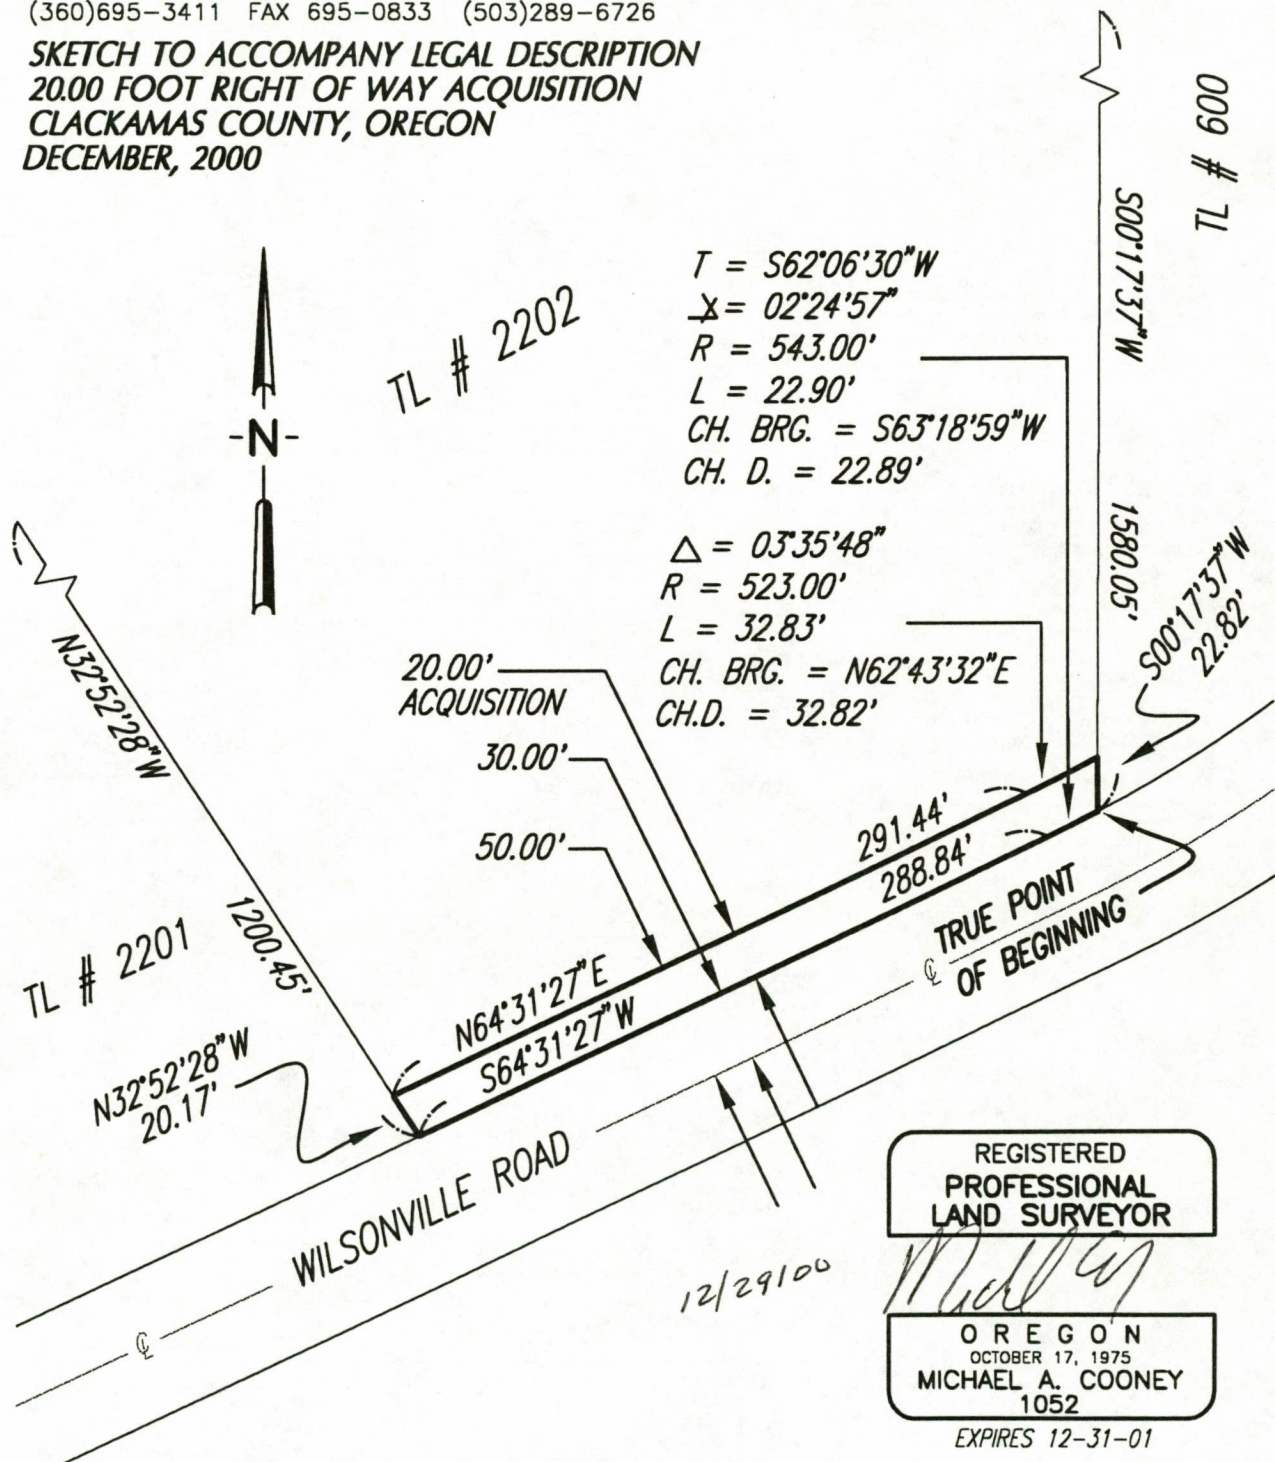 (360)695-3411 FAX 695-0833 (503)289-6726
SKETCH TO ACCOMPANY LEGAL DESCRIPTION
20.00 FOOT RIGHT OF WAY ACQUISITION
CLACKAMAS COUNTY, OREGON
DECEMBER, 2000
TL # 600
S00°17'37"W
1580.05'
T = S62°06'30"W
= 02°24'57"
R = 543.00'
L = 22.90'
CH. BRG. = S63°18'59"W
CH. D. = 22.89'
-N-
TL # 2202
△ = 03°35'48"
R = 523.00'
L = 32.83'
CH. BRG. = N62°43'32"E
CH.D. = 32.82'
S00°17'37"W
22.82'
20.00'
ACQUISITION
30.00'
50.00'
N32°52'28"W
1200.45'
TL # 2201
N32°52'28"W
20.17'
291.44'
288.84'
N64°31'27"E
S64°31'27"W
TRUE POINT
OF BEGINNING
℄
WILSONVILLE ROAD
℄
12/29/00
REGISTERED
PROFESSIONAL
LAND SURVEYOR
OREGON
OCTOBER 17, 1975
MICHAEL A. COONEY
1052
EXPIRES 12-31-01